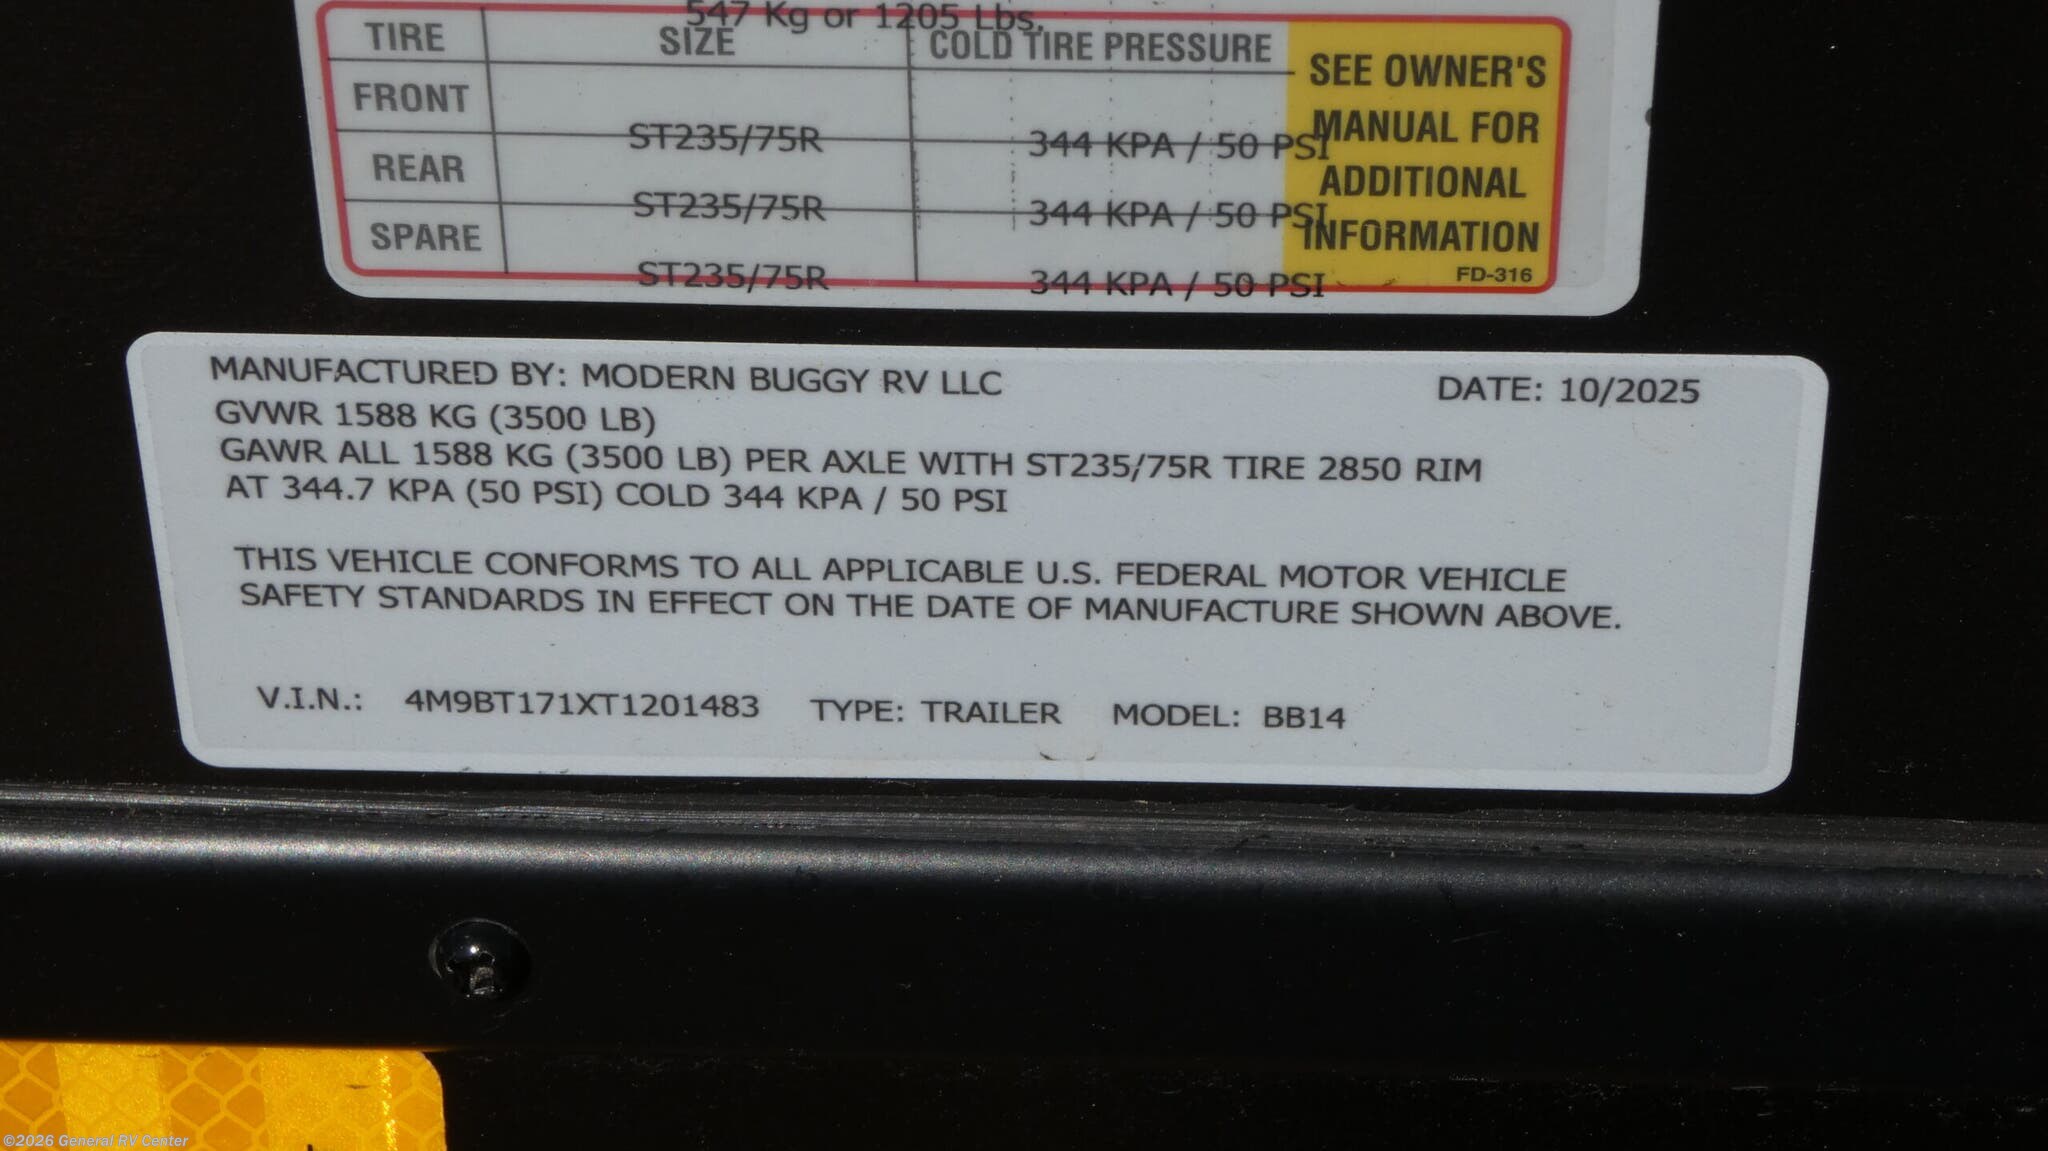 547 Kg or 1205 Lbs.
TIRE SIZE COLD TIRE PRESSURE
FRONT ST235/75R 344 KPA / 50 PSI
REAR ST235/75R 344 KPA / 50 PSI
SPARE ST235/75R 344 KPA / 50 PSI
SEE OWNER'S
MANUAL FOR
ADDITIONAL
INFORMATION
FD-316
MANUFACTURED BY: MODERN BUGGY RV LLC DATE: 10/2025
GVWR 1588 KG (3500 LB)
GAWR ALL 1588 KG (3500 LB) PER AXLE WITH ST235/75R TIRE 2850 RIM
AT 344.7 KPA (50 PSI) COLD 344 KPA / 50 PSI
THIS VEHICLE CONFORMS TO ALL APPLICABLE U.S. FEDERAL MOTOR VEHICLE
SAFETY STANDARDS IN EFFECT ON THE DATE OF MANUFACTURE SHOWN ABOVE.
V.I.N.: 4M9BT171XT1201483 TYPE: TRAILER MODEL: BB14
©2026 General RV Center